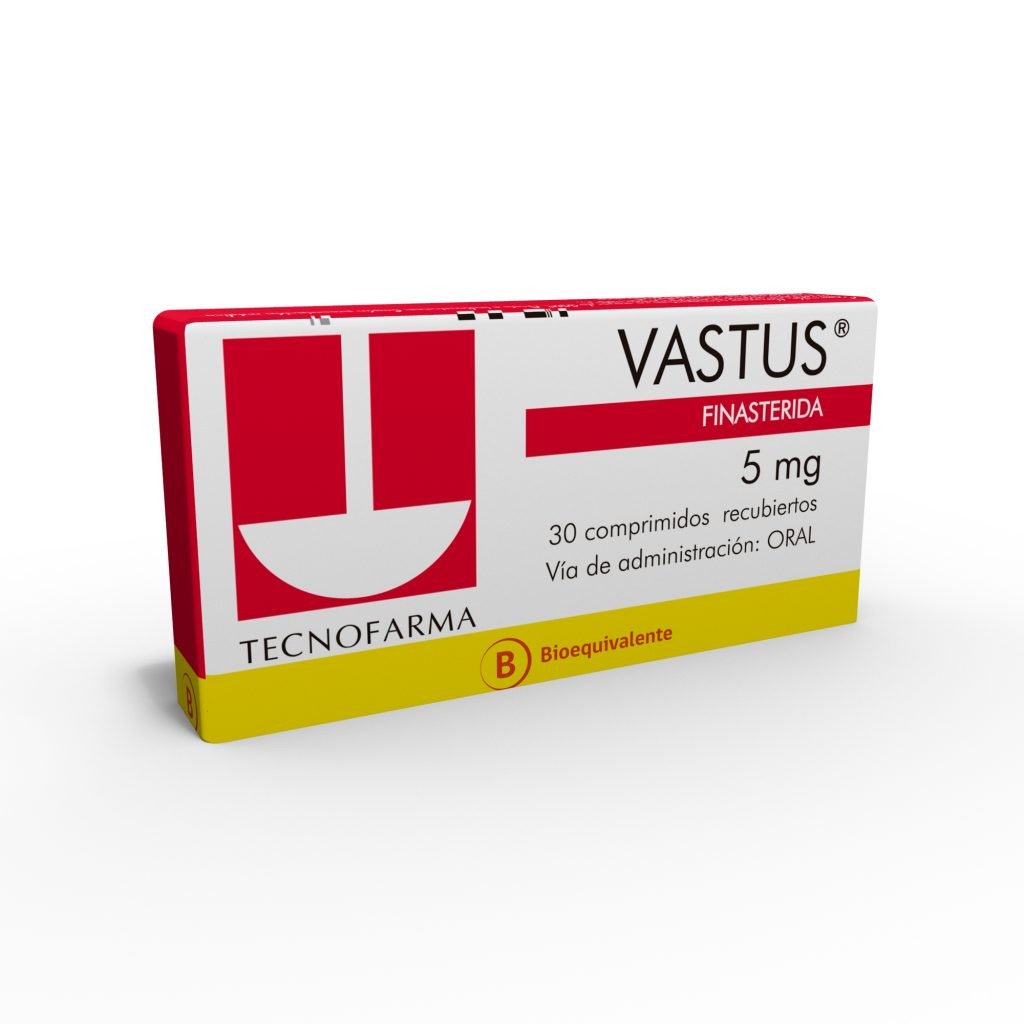 VASTUS®
FINASTERIDA
5 mg
30 comprimidos recubiertos
Vía de administración: ORAL
TECNOFARMA
B Bioequivalente
B